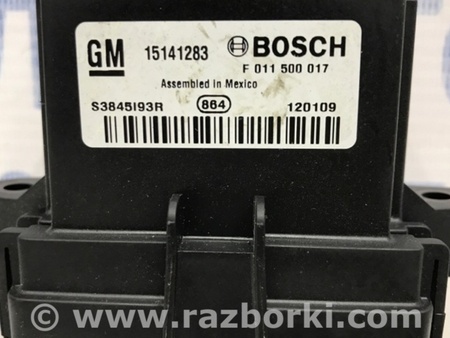 GM 15141283 BOSCH
F 011 500 017
Assembled in Mexico
S3845I93R 864 120109
© www.razborki.com